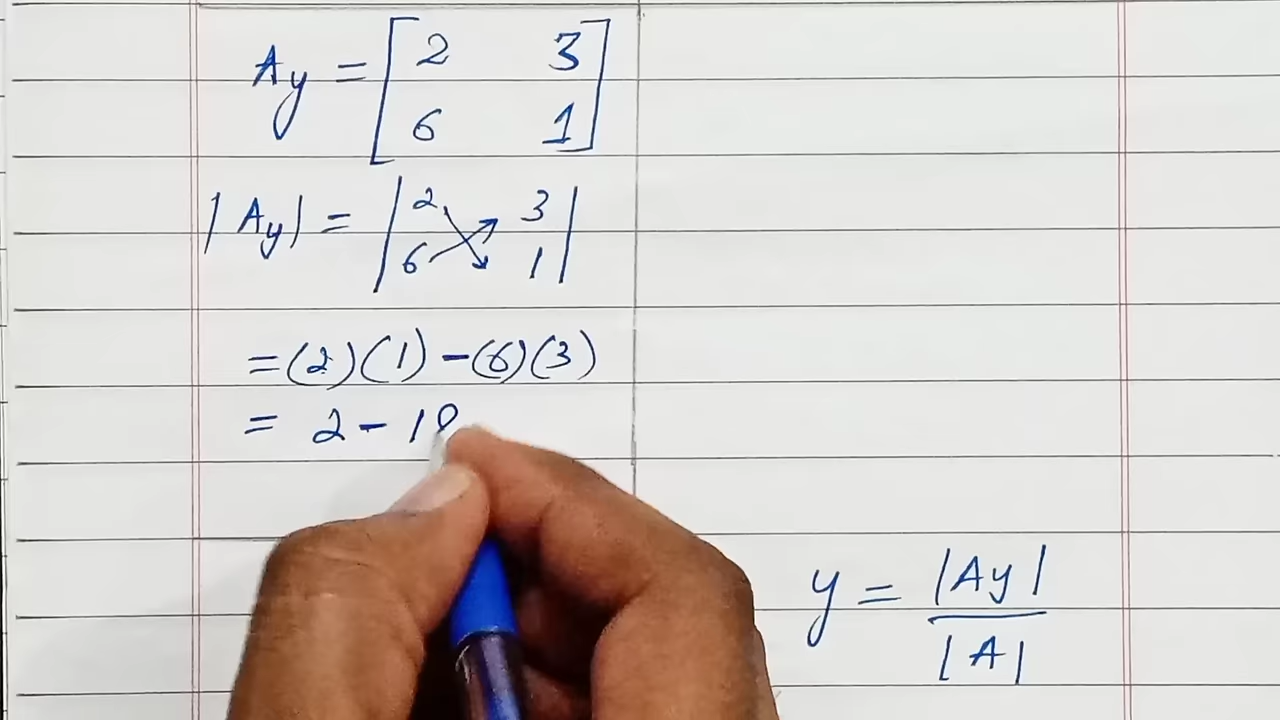 Ay = [2 3
6 1]
|Ay| = |2 3
6 1|
= (2)(1) - (6)(3)
= 2 - 18
y = |Ay|
|A|